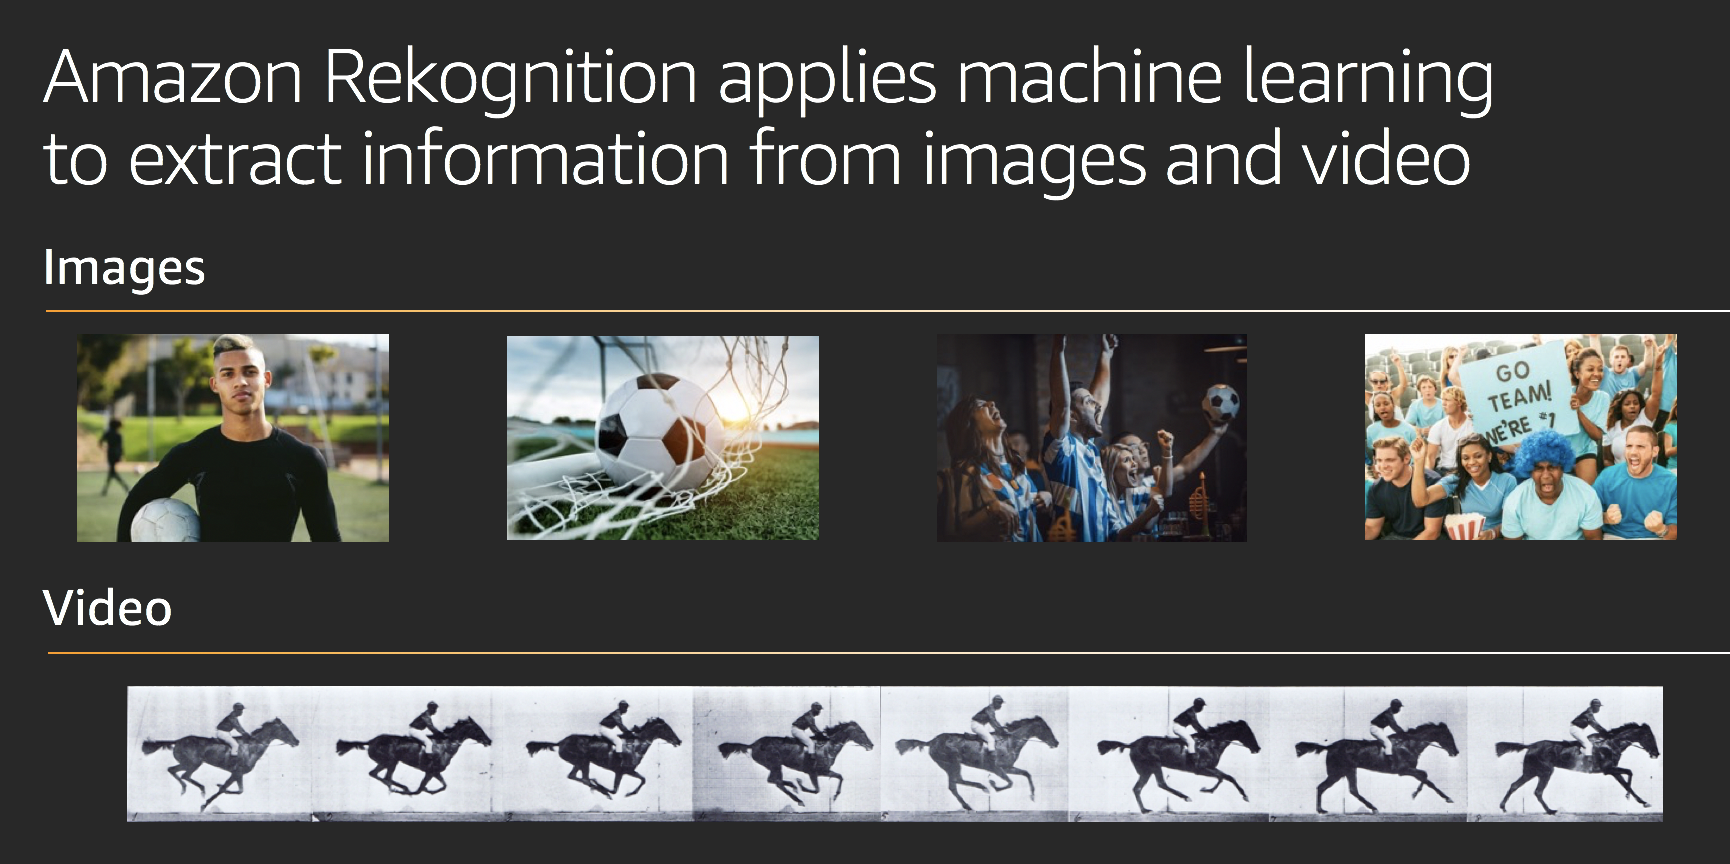 Amazon Rekognition applies machine learning
to extract information from images and video
Images
GO
TEAM!
WE'RE #1
Video